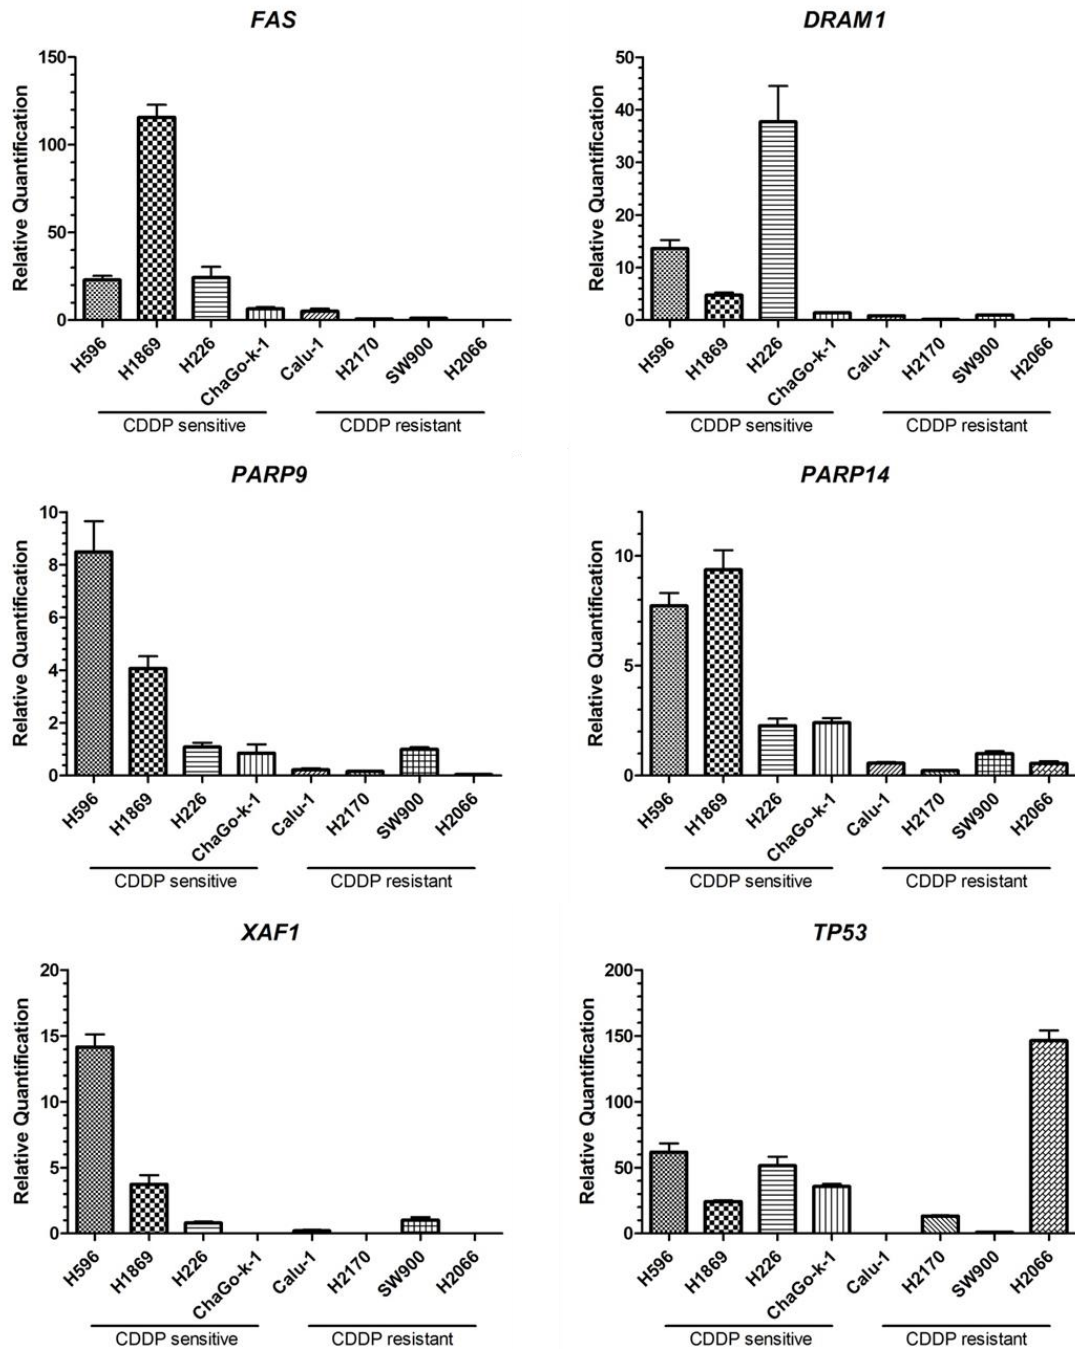 FAS
DRAM1
Relative Quantification
150
100
50
0
H596
H1869
H226
ChaGo-k-1
Calu-1
H2170
SW900
H2066
CDDP sensitive
CDDP resistant
Relative Quantification
50
40
30
20
10
0
H596
H1869
H226
ChaGo-k-1
Calu-1
H2170
SW900
H2066
CDDP sensitive
CDDP resistant
PARP9
PARP14
Relative Quantification
10
8
6
4
2
0
H596
H1869
H226
ChaGo-k-1
Calu-1
H2170
SW900
H2066
CDDP sensitive
CDDP resistant
Relative Quantification
10
5
0
H596
H1869
H226
ChaGo-k-1
Calu-1
H2170
SW900
H2066
CDDP sensitive
CDDP resistant
XAF1
TP53
Relative Quantification
20
15
10
5
0
H596
H1869
H226
ChaGo-k-1
Calu-1
H2170
SW900
H2066
CDDP sensitive
CDDP resistant
Relative Quantification
200
150
100
50
0
H596
H1869
H226
ChaGo-k-1
Calu-1
H2170
SW900
H2066
CDDP sensitive
CDDP resistant